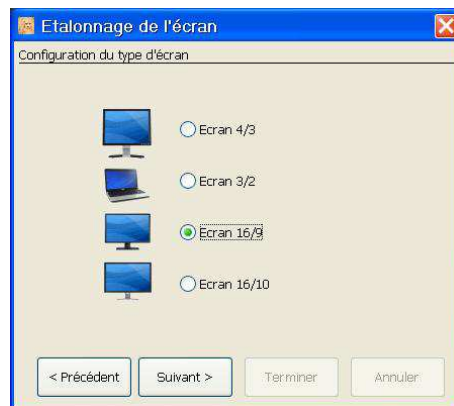 Etalonnage de l'écran
Configuration du type d'écran
Ecran 4/3
Ecran 3/2
Ecran 16/9
Ecran 16/10
< Précédent
Suivant >
Terminer
Annuler